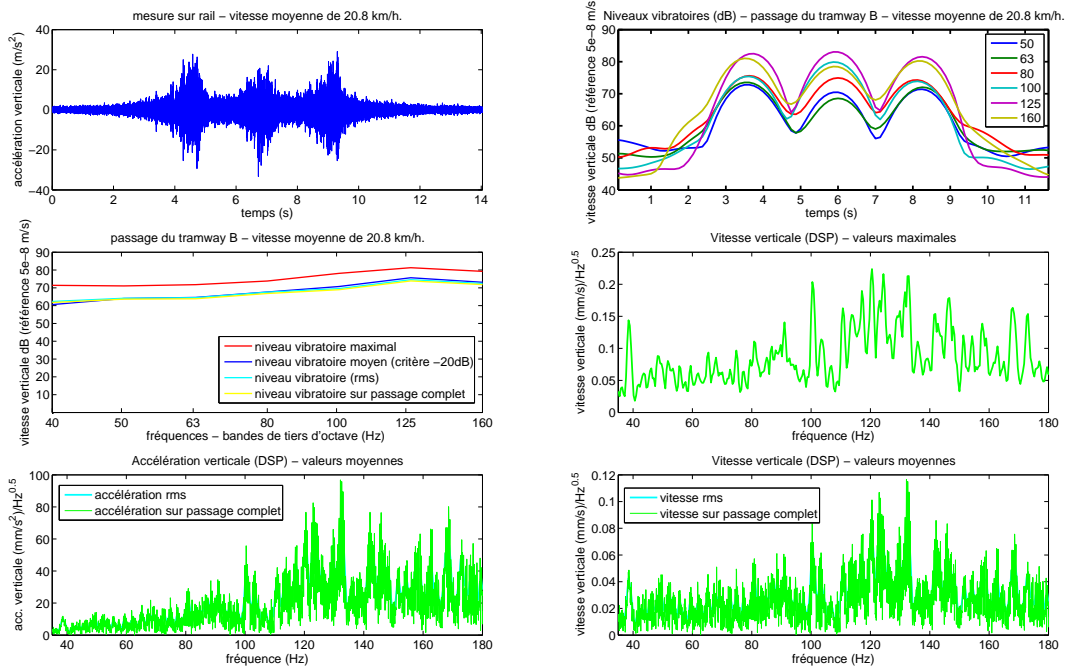 mesure sur rail − vitesse moyenne de 20.8 km/h.
accélération verticale (m/s²)
40
20
0
−20
−40
0 2 4 6 8 10 12 14
temps (s)
Niveaux vibratoires (dB) − passage du tramway B − vitesse moyenne de 20.8 km/h.
vitesse verticale dB (référence 5e−8 m/s)
90
80
70
60
50
40
1 2 3 4 5 6 7 8 9 10 11
temps (s)
50
63
80
100
125
160
passage du tramway B − vitesse moyenne de 20.8 km/h.
vitesse verticale dB (référence 5e−8 m/s)
90
80
70
60
50
40
30
20
10
0
40 50 63 80 100 125 160
fréquences − bandes de tiers d'octave (Hz)
niveau vibratoire maximal
niveau vibratoire moyen (critère −20dB)
niveau vibratoire (rms)
niveau vibratoire sur passage complet
Vitesse verticale (DSP) − valeurs maximales
vitesse verticale (mm/s)/Hz^0.5
0.25
0.20
0.15
0.10
0.05
0
40 60 80 100 120 140 160 180
fréquence (Hz)
Accélération verticale (DSP) − valeurs moyennes
acc. verticale (mm/s²)/Hz^0.5
100
80
60
40
20
0
40 60 80 100 120 140 160 180
fréquence (Hz)
accélération rms
accélération sur passage complet
Vitesse verticale (DSP) − valeurs moyennes
vitesse verticale (mm/s)/Hz^0.5
0.12
0.10
0.08
0.06
0.04
0.02
0
40 60 80 100 120 140 160 180
fréquence (Hz)
vitesse rms
vitesse sur passage complet